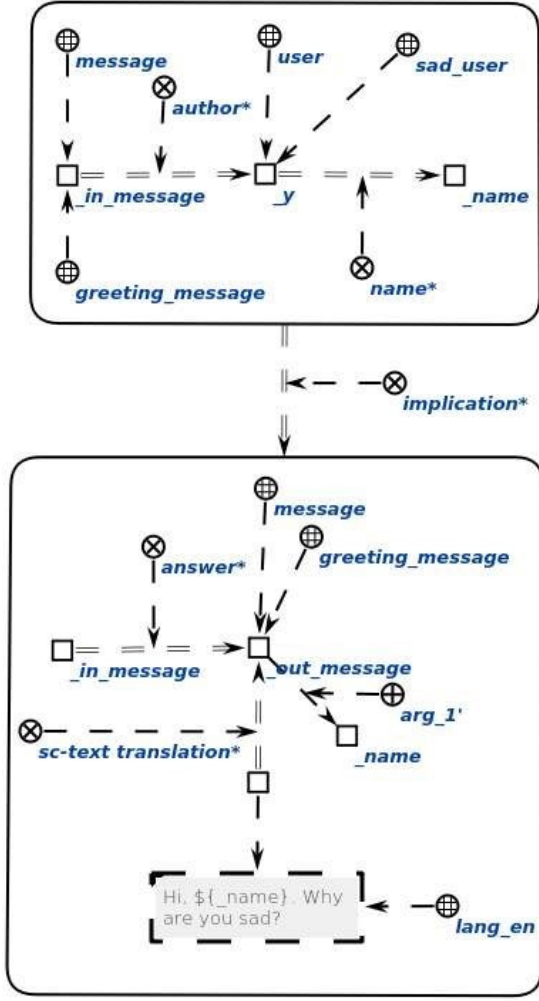 message
user
sad_user
author*
_in_message
_y
_name
greeting_message
name*
implication*
message
greeting_message
answer*
_in_message
_out_message
arg_1'
_name
sc-text translation*
Hi, ${_name}. Why
are you sad?
lang_en